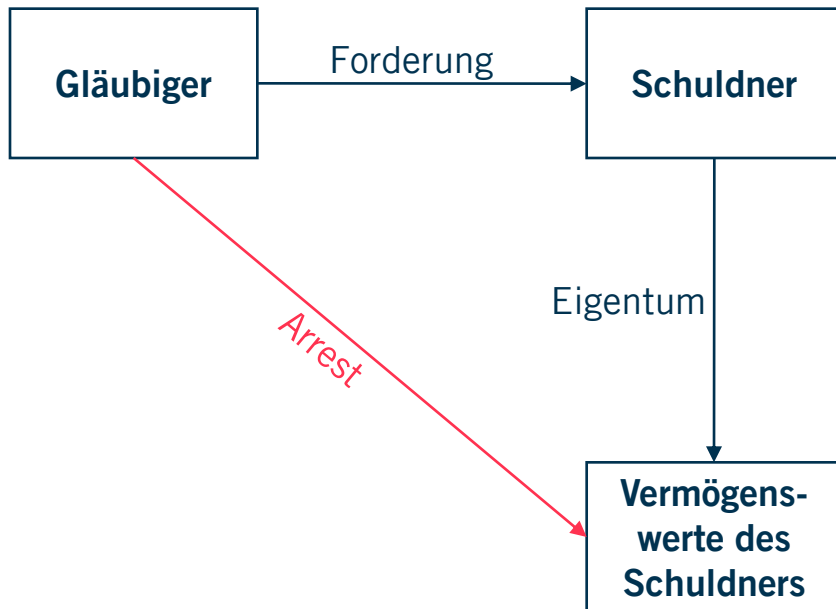 Gläubiger
Forderung
Schuldner
Eigentum
Arrest
Vermögens-
werte des
Schuldners